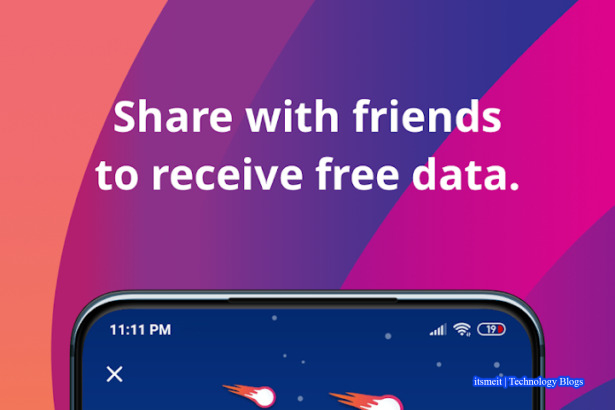 Share with friends
to receive free data.
11:11 PM
19
itsmeit | Technology Blogs